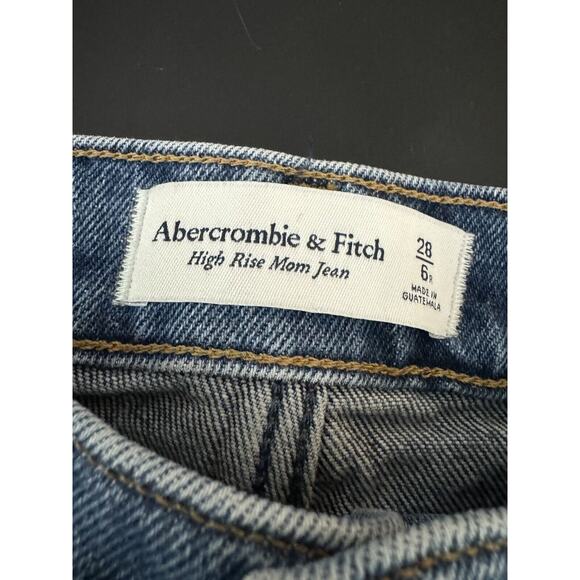 Abercrombie & Fitch
High Rise Mom Jean
28
6R
MADE IN
GUATEMALA